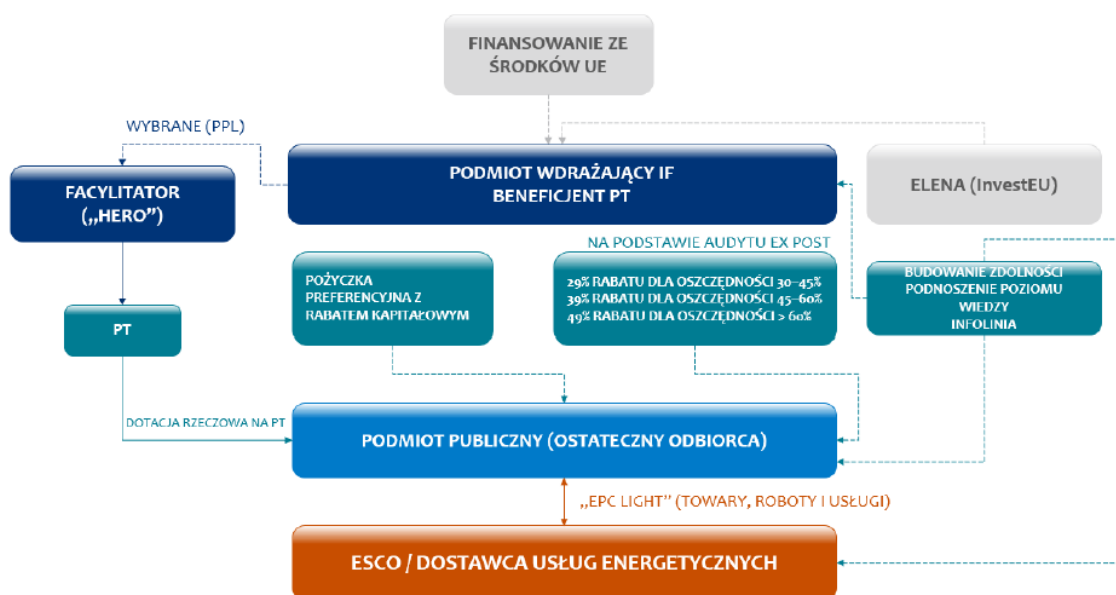 FINANSOWANIE ZE
ŚRODKÓW UE
WYBRANE (PPL)
PODMIOT WDRAŻAJĄCY IF
BENEFICJENT PT
ELENA (InvestEU)
FACYLITATOR
(„HERO”)
NA PODSTAWIE AUDYTU EX POST
POŻYCZKA
PREFERENCYJNA Z
RABATEM KAPITAŁOWYM
29% RABATU DLA OSZCZĘDNOŚCI 30–45%
39% RABATU DLA OSZCZĘDNOŚCI 45–60%
49% RABATU DLA OSZCZĘDNOŚCI > 60%
BUDOWANIE ZDOLNOŚCI
PODNOSZENIE POZIOMU
WIEDZY
INFOLINIA
PT
DOTACJA RZECZOWA NA PT
PODMIOT PUBLICZNY (OSTATECZNY ODBIORCA)
„EPC LIGHT” (TOWARY, ROBOTY I USŁUGI)
ESCO / DOSTAWCA USŁUG ENERGETYCZNYCH